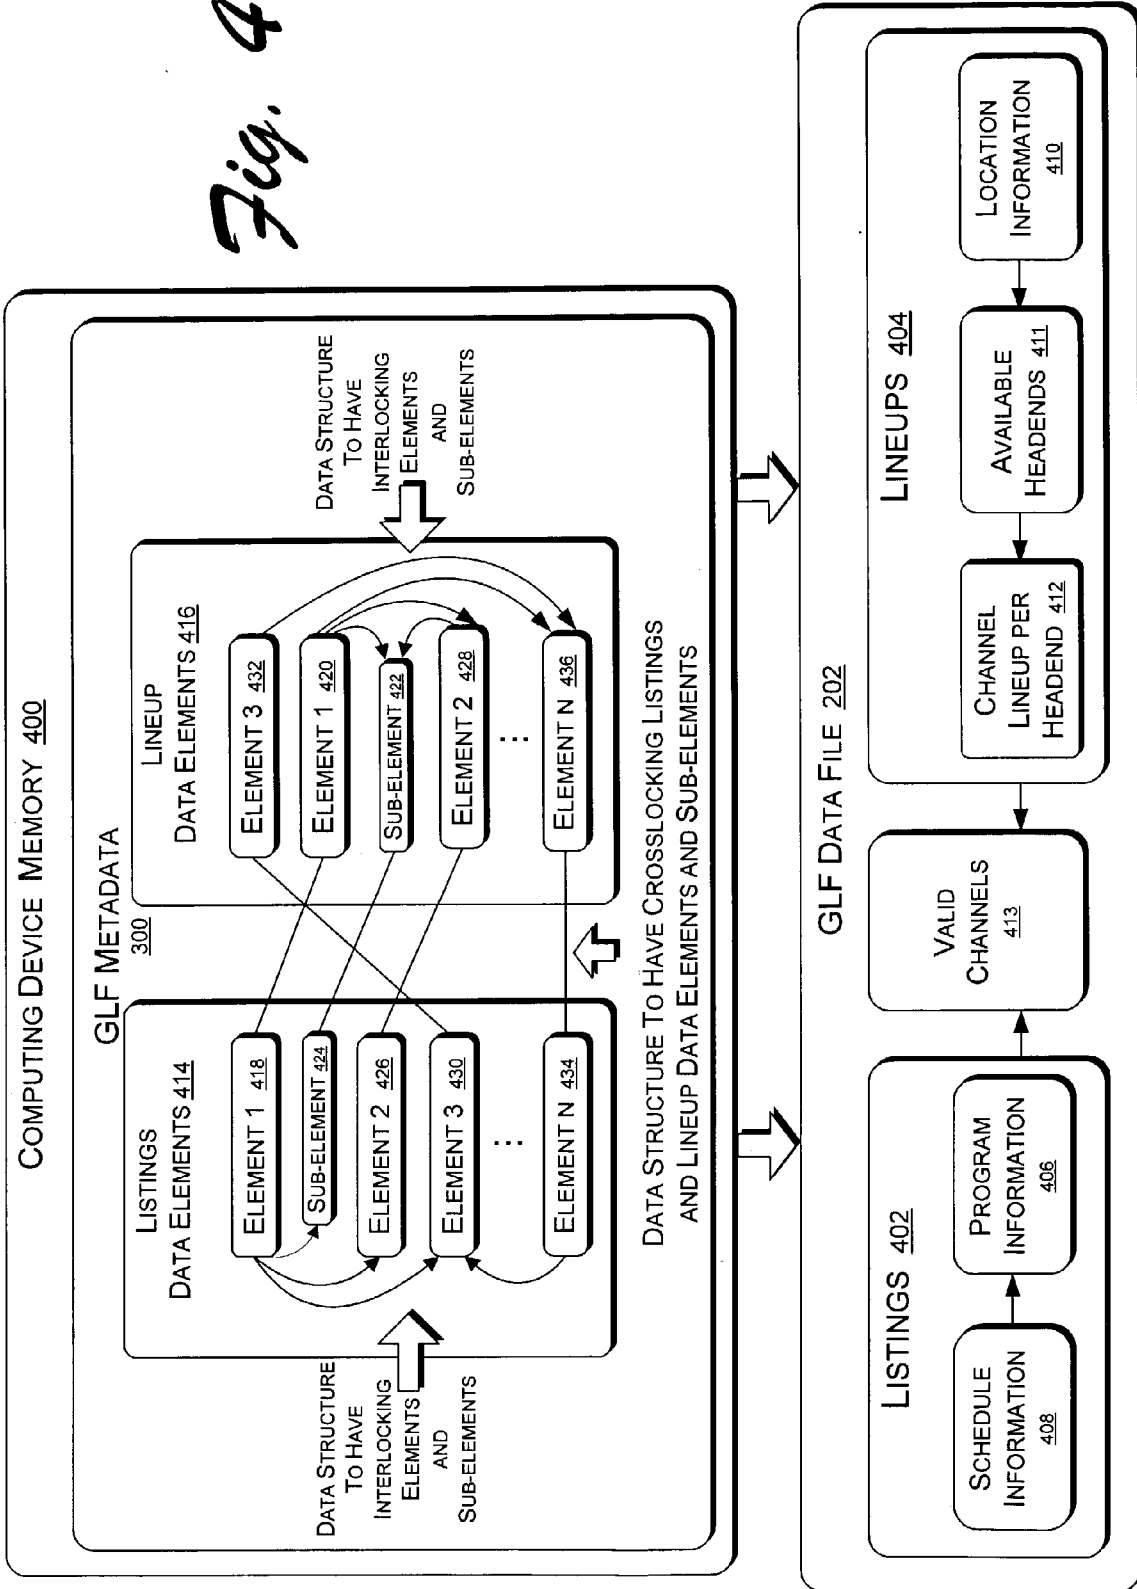 Fig. 4
COMPUTING DEVICE MEMORY 400
GLF METADATA
300
LISTINGS
DATA ELEMENTS 414
ELEMENT 1 418
SUB-ELEMENT 424
ELEMENT 2 426
ELEMENT 3 430
...
ELEMENT N 434
LINEUP
DATA ELEMENTS 416
ELEMENT 3 432
ELEMENT 1 420
SUB-ELEMENT 422
ELEMENT 2 428
...
ELEMENT N 436
DATA STRUCTURE
TO HAVE
INTERLOCKING
ELEMENTS
AND
SUB-ELEMENTS
DATA STRUCTURE
TO HAVE
INTERLOCKING
ELEMENTS
AND
SUB-ELEMENTS
DATA STRUCTURE TO HAVE CROSSLOCKING LISTINGS
AND LINEUP DATA ELEMENTS AND SUB-ELEMENTS
GLF DATA FILE 202
LISTINGS 402
SCHEDULE
INFORMATION
408
PROGRAM
INFORMATION
406
VALID
CHANNELS
413
LINEUPS 404
CHANNEL
LINEUP PER
HEADEND 412
AVAILABLE
HEADENDS 411
LOCATION
INFORMATION
410